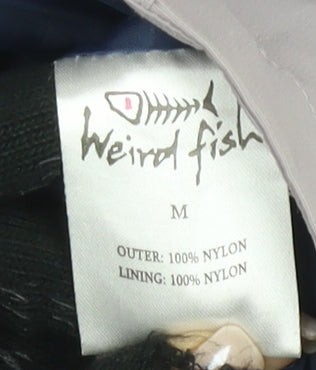 Weird fish
M
OUTER: 100% NYLON
LINING: 100% NYLON